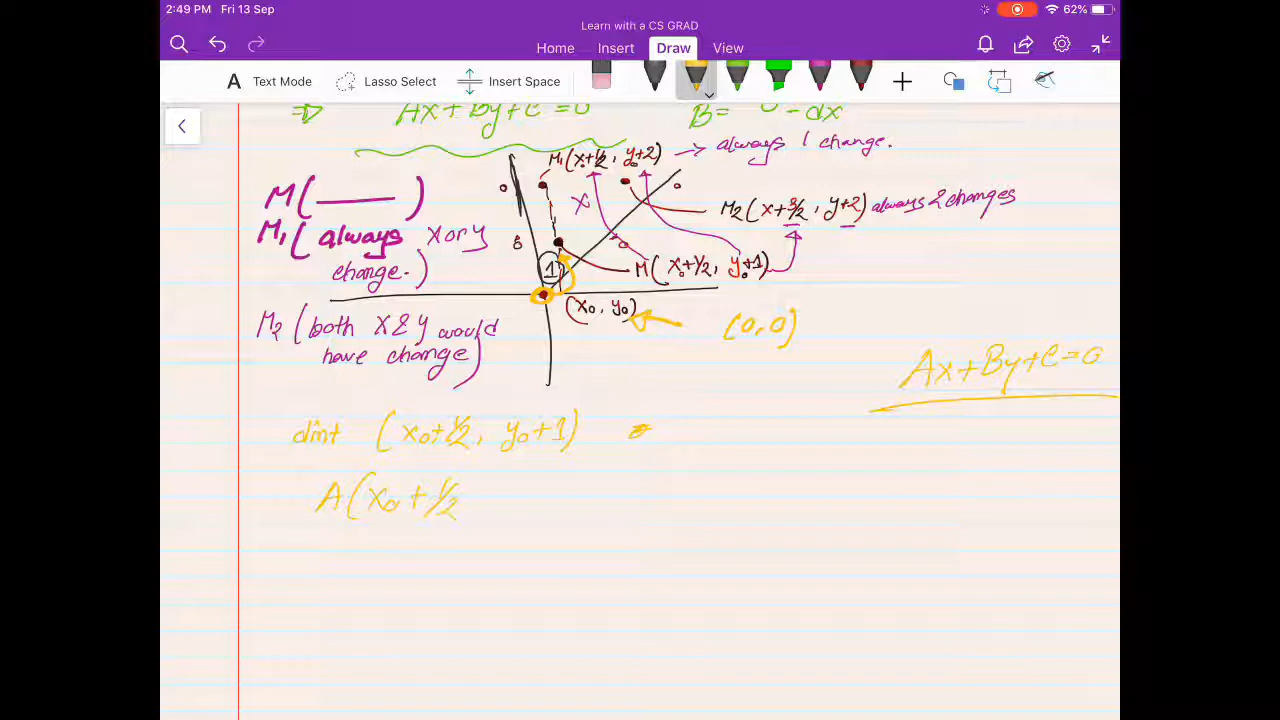 2:49 PM Fri 13 Sep
62%
Learn with a CS GRAD
Home Insert Draw View
A Text Mode Lasso Select Insert Space
⇒ Ax+By+C=0 B= 0 - dx
M1(x+1/2, y+2) → always 1 change.
M( )
M2(x+3/2, y+2) always 2 changes
M1( always x or y
change. )
1 M(x0+1/2, y0+1)
(x0, y0) (0,0)
M2 (both x & y would
have change)
Ax+By+C=0
(x0+1/2, y0+1)
A(x0+1/2